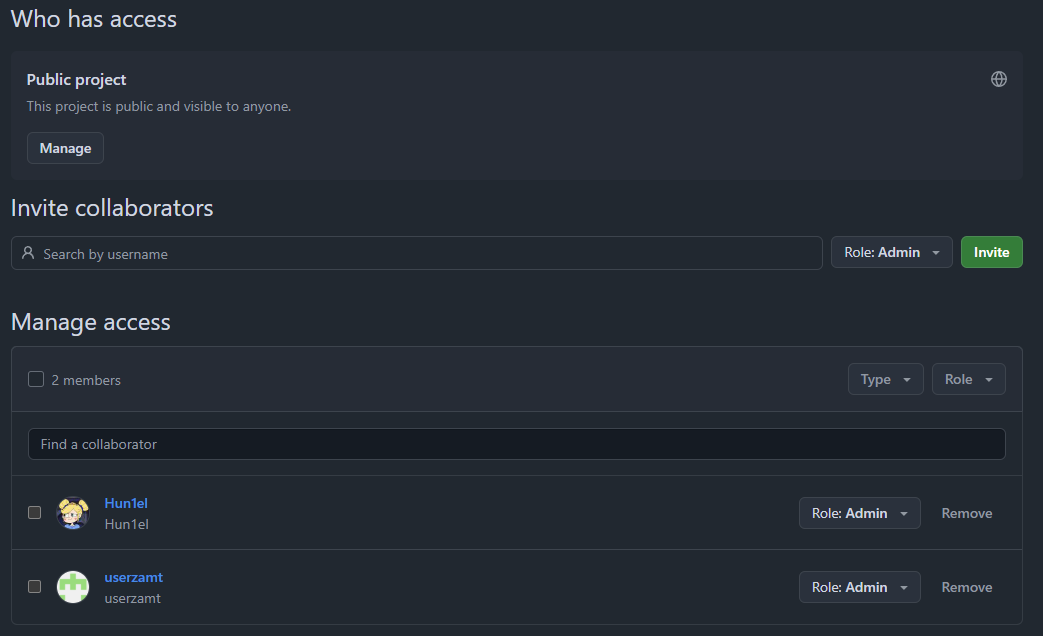 Who has access
Public project
This project is public and visible to anyone.
Manage
Invite collaborators
Search by username
Role: Admin
Invite
Manage access
2 members
Type
Role
Find a collaborator
Hun1el
Hun1el
Role: Admin
Remove
userzamt
userzamt
Role: Admin
Remove